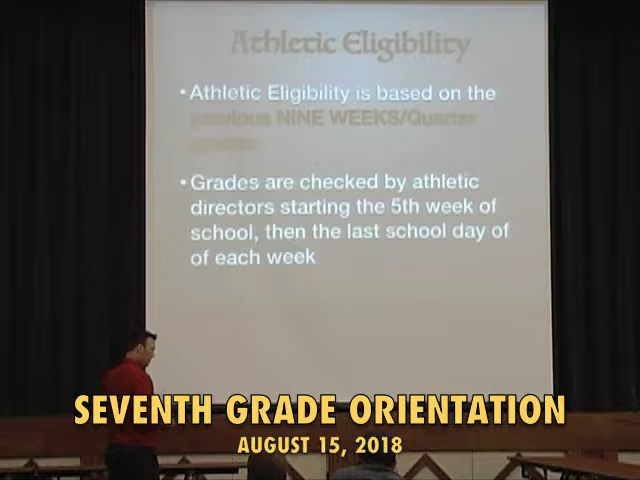 Athletic Eligibility
• Athletic Eligibility is based on the
previous NINE WEEKS/Quarter
grades
• Grades are checked by athletic
directors starting the 5th week of
school, then the last school day of
of each week
SEVENTH GRADE ORIENTATION
AUGUST 15, 2018